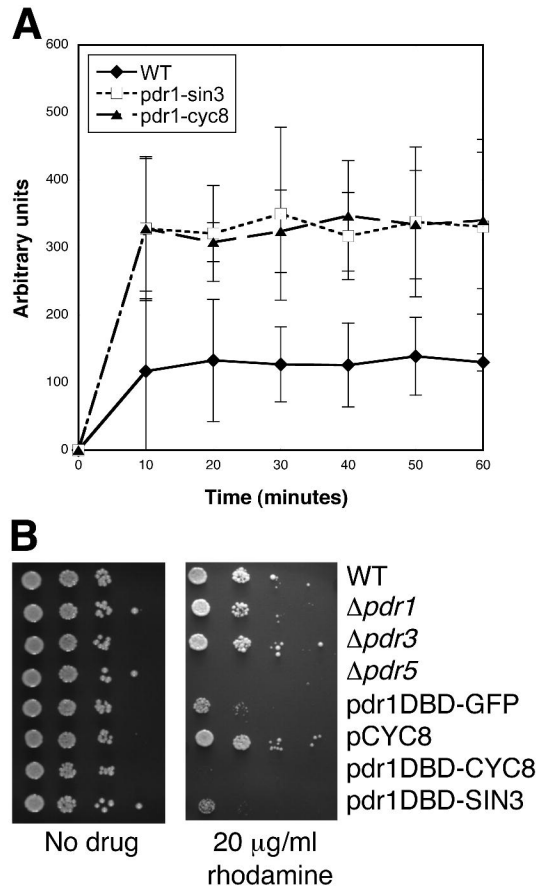 A
600
500
400
300
200
100
0
Arbitrary units
WT
pdr1-sin3
pdr1-cyc8
0 10 20 30 40 50 60
Time (minutes)
B
WT
Δpdr1
Δpdr3
Δpdr5
pdr1DBD-GFP
pCYC8
pdr1DBD-CYC8
pdr1DBD-SIN3
No drug
20 μg/ml
rhodamine